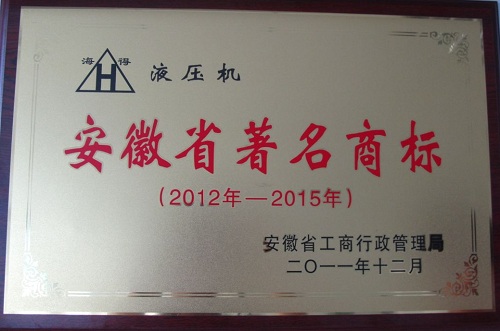 海 H 得 液压机
安徽省著名商标
(2012年—2015年)
安徽省工商行政管理局
二〇一一年十二月